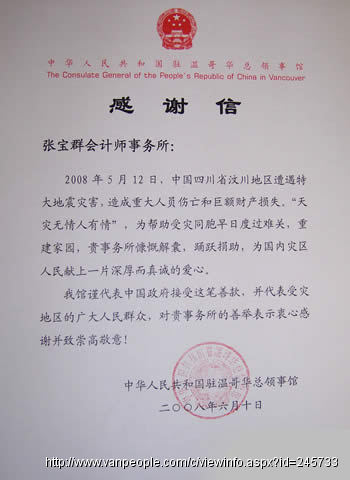 中华人民共和国驻温哥华总领事馆
The Consulate General of the People's Republic of China in Vancouver
感谢信
张宝群会计师事务所：
2008年5月12日，中国四川省汶川地区遭遇特
大地震灾害，造成重大人员伤亡和巨额财产损失。“天
灾无情人有情”，为帮助受灾同胞早日度过难关，重
建家园，贵事务所慷慨解囊，踊跃捐助，为国内灾区
人民献上一片深厚而真诚的爱心。
我馆谨代表中国政府接受这笔善款，并代表受灾
地区的广大人民群众，对贵事务所的善举表示衷心感
谢并致崇高敬意！
中华人民共和国驻温哥华总领事馆
二〇〇八年六月十日
http://www.vanpeople.com/c/viewinfo.aspx?id=245733